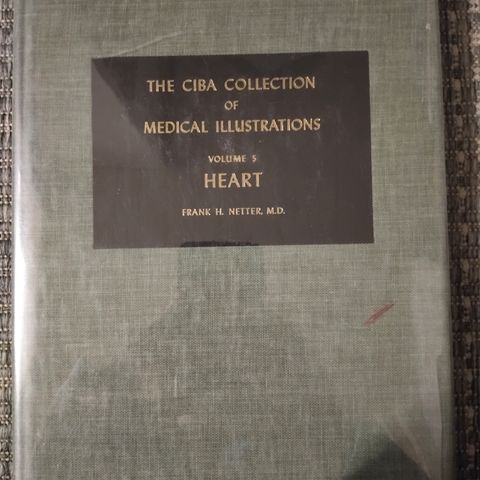 THE CIBA COLLECTION
OF
MEDICAL ILLUSTRATIONS
VOLUME 5
HEART
FRANK H. NETTER, M.D.